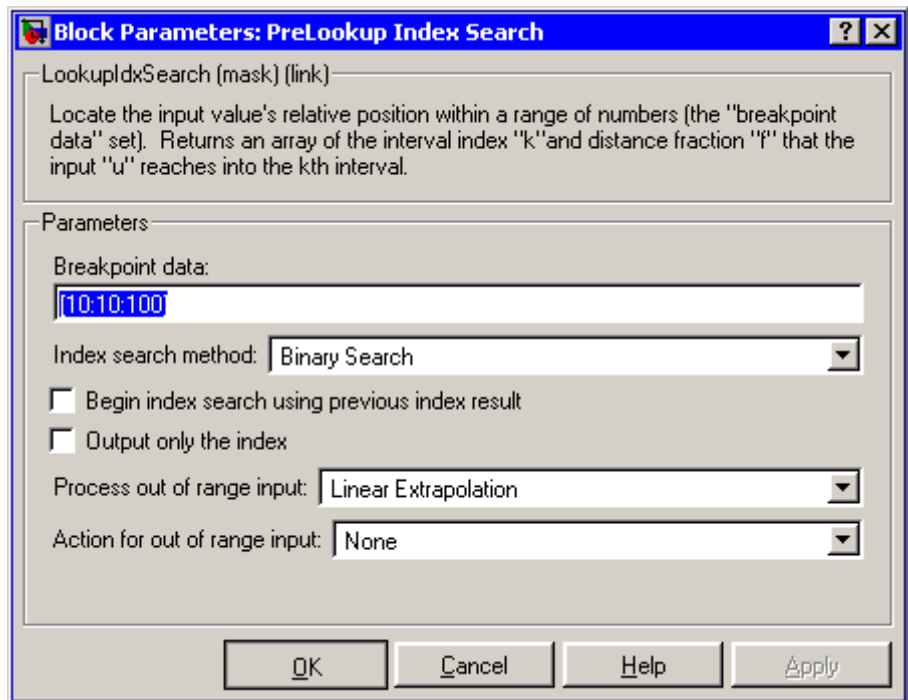 Block Parameters: PreLookup Index Search
LookupIdxSearch (mask) (link)
Locate the input value's relative position within a range of numbers (the "breakpoint
data" set). Returns an array of the interval index "k"and distance fraction "f" that the
input "u" reaches into the kth interval.
Parameters
Breakpoint data:
[10:10:100]
Index search method: Binary Search
Begin index search using previous index result
Output only the index
Process out of range input: Linear Extrapolation
Action for out of range input: None
OK Cancel Help Apply